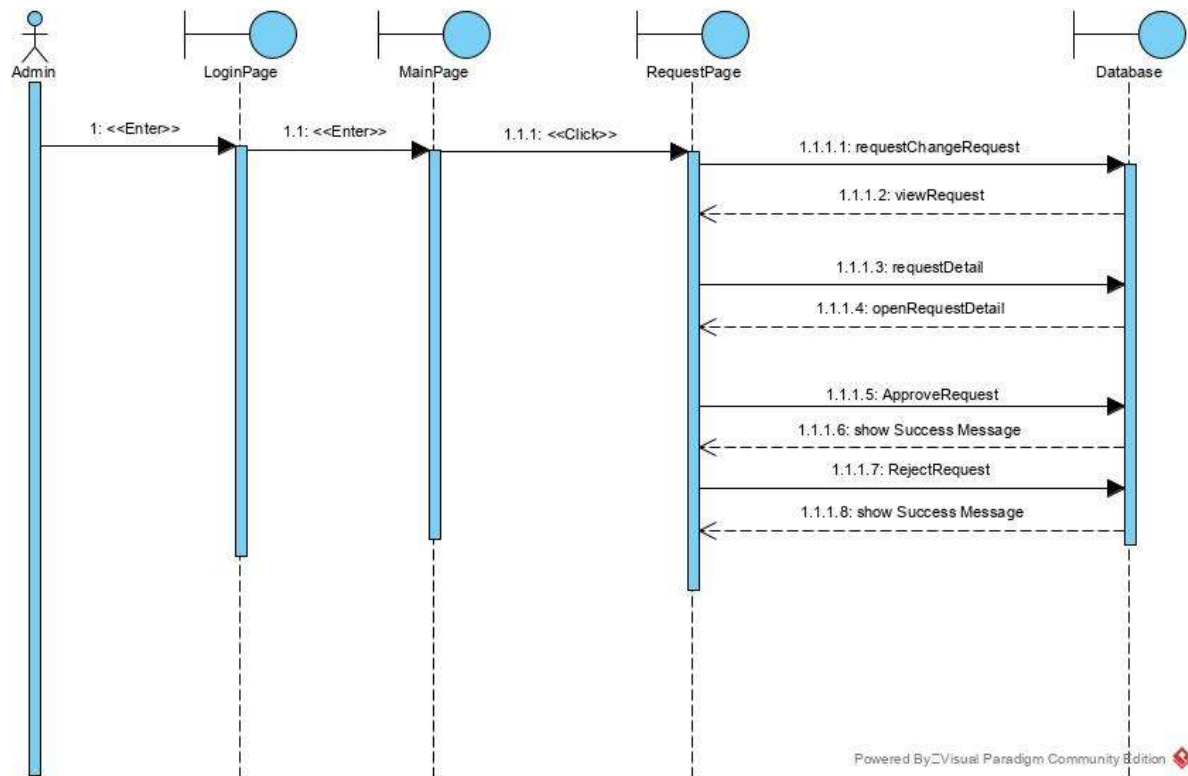 Admin
LoginPage
MainPage
RequestPage
Database
1: <<Enter>>
1.1: <<Enter>>
1.1.1: <<Click>>
1.1.1.1: requestChangeRequest
1.1.1.2: viewRequest
1.1.1.3: requestDetail
1.1.1.4: openRequestDetail
1.1.1.5: ApproveRequest
1.1.1.6: show Success Message
1.1.1.7: RejectRequest
1.1.1.8: show Success Message
Powered By Visual Paradigm Community Edition